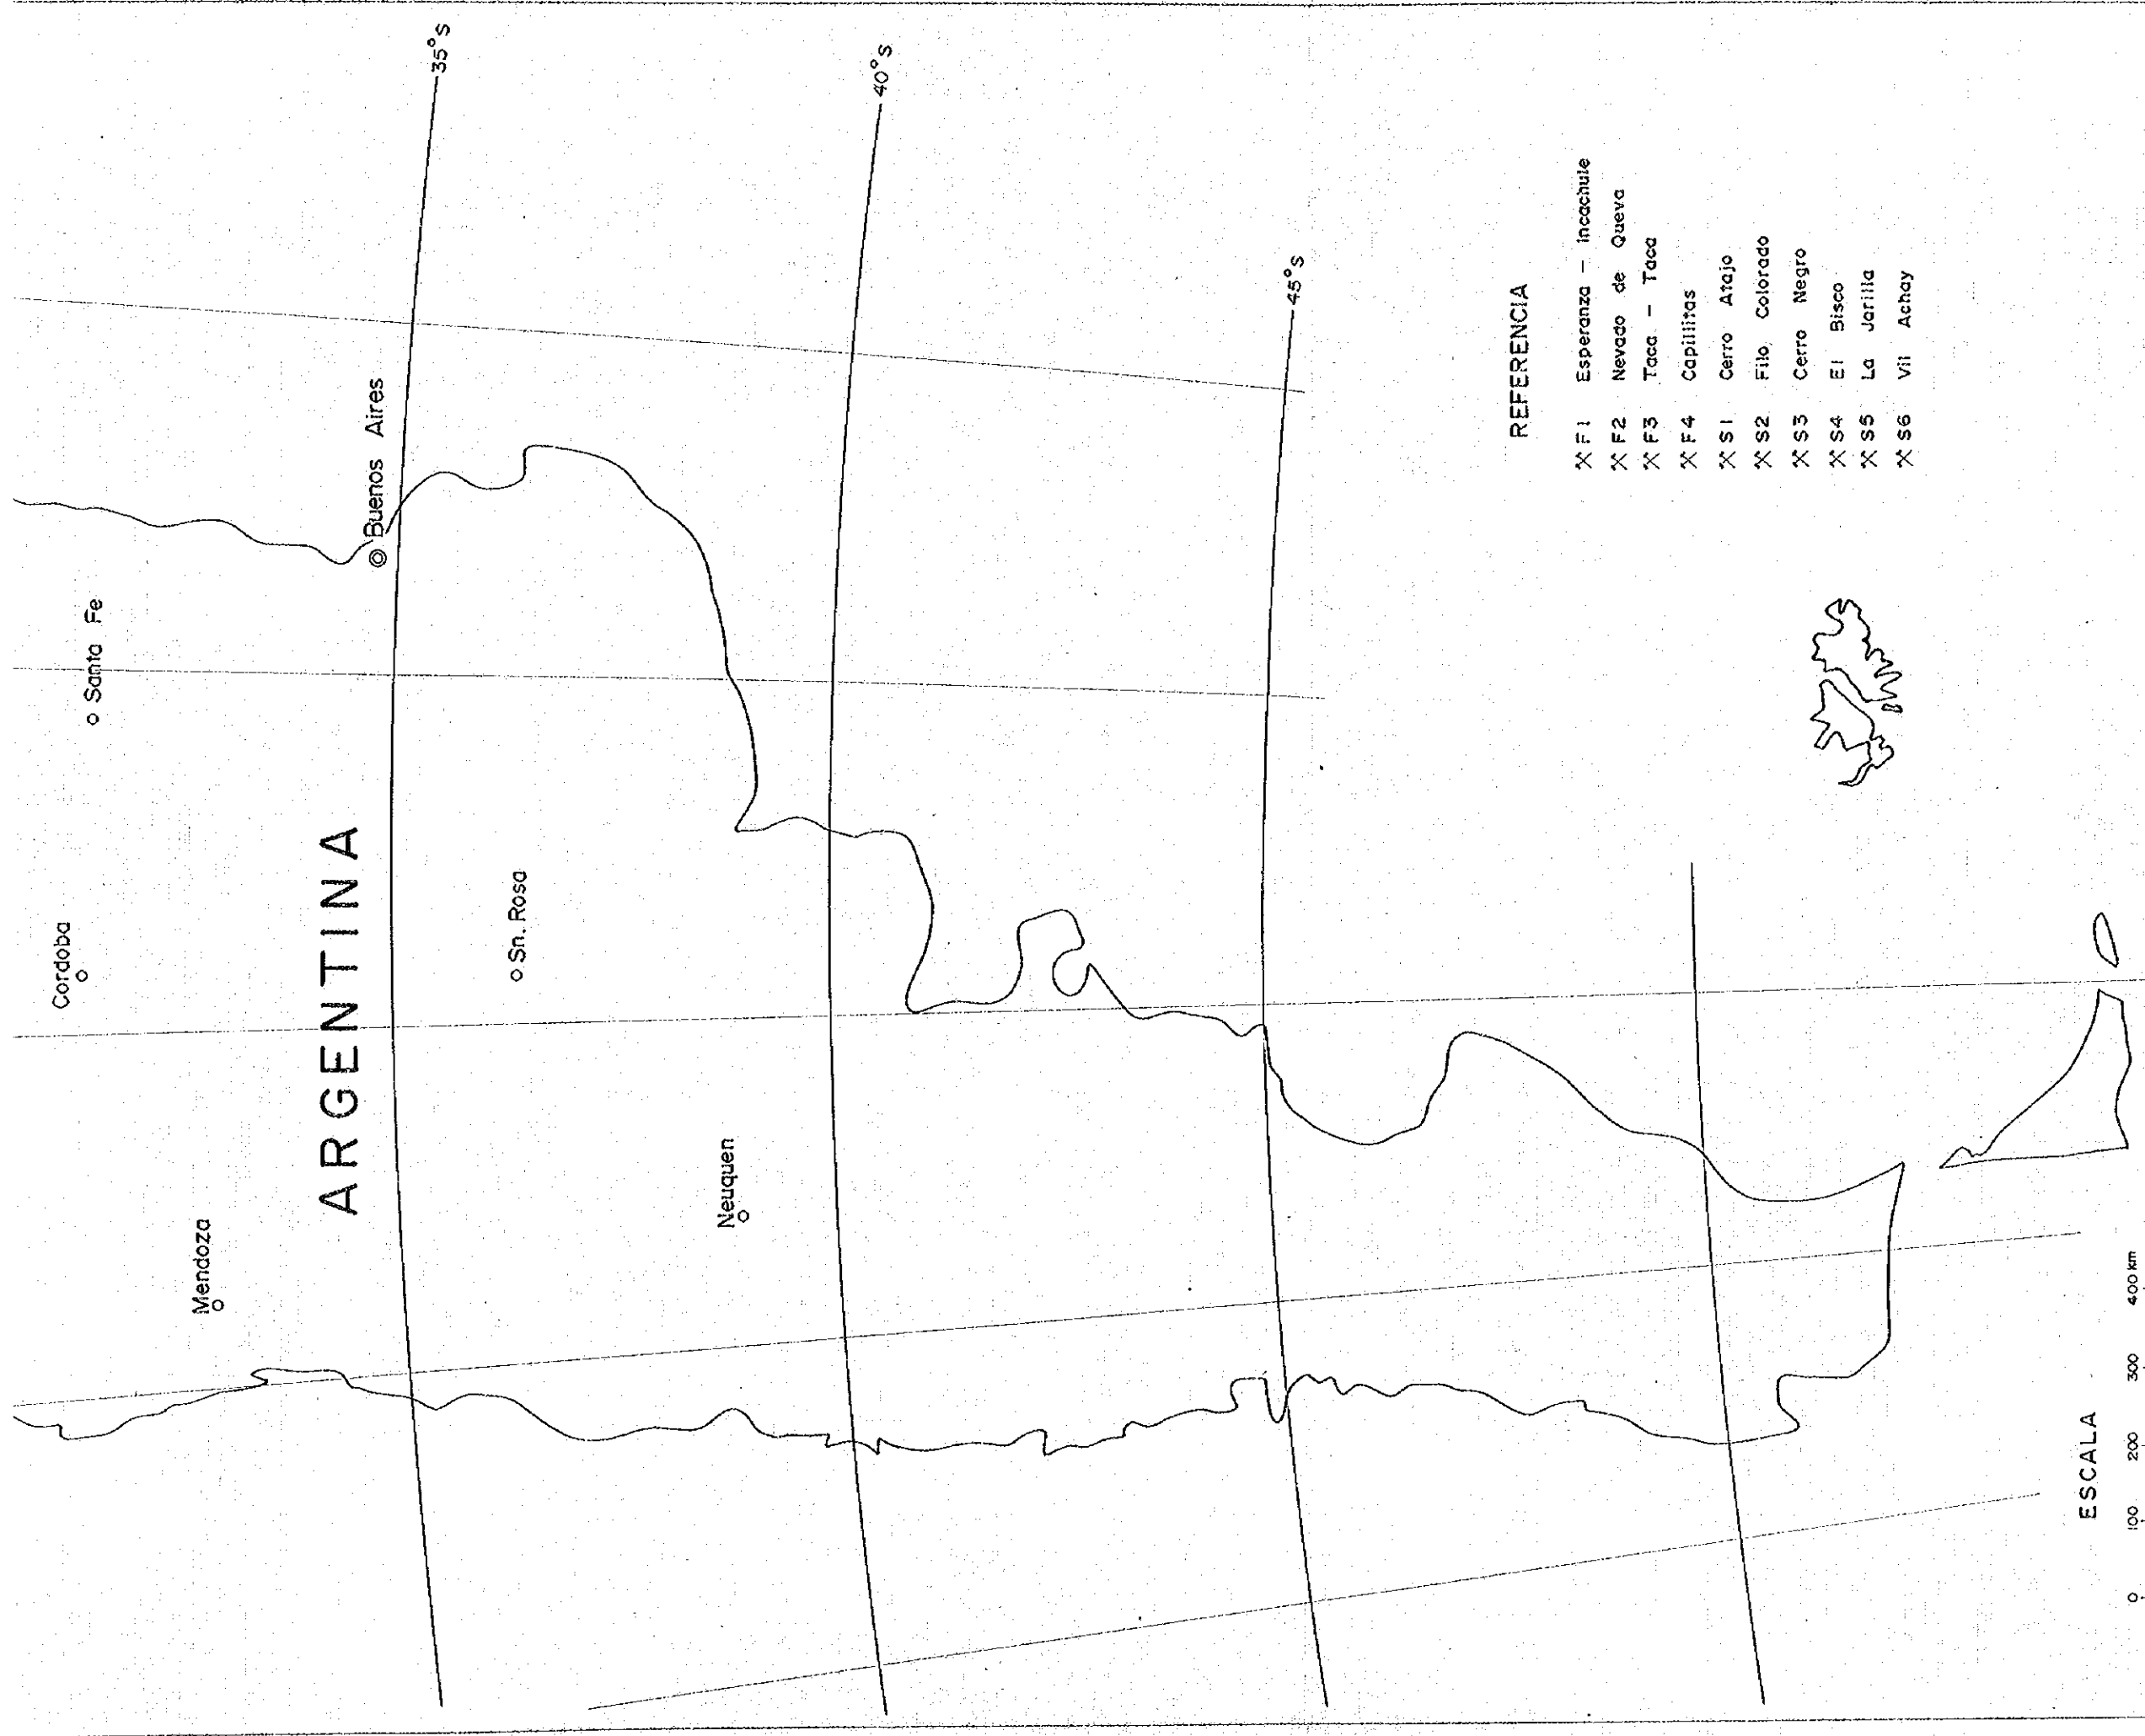 Cordoba
Santa Fe
Mendoza
ARGENTINA
Buenos Aires
35°S
Sn. Rosa
Neuquen
40°S
45°S
REFERENCIA
F1 Esperanza - Incachule
F2 Nevado de Queva
F3 Taca - Taca
F4 Capillitas
S1 Cerro Atajo
S2 Filo Colorado
S3 Cerro Negro
S4 El Bisco
S5 La Jarilla
S6 Vil Achay
ESCALA
0 100 200 300 400 km